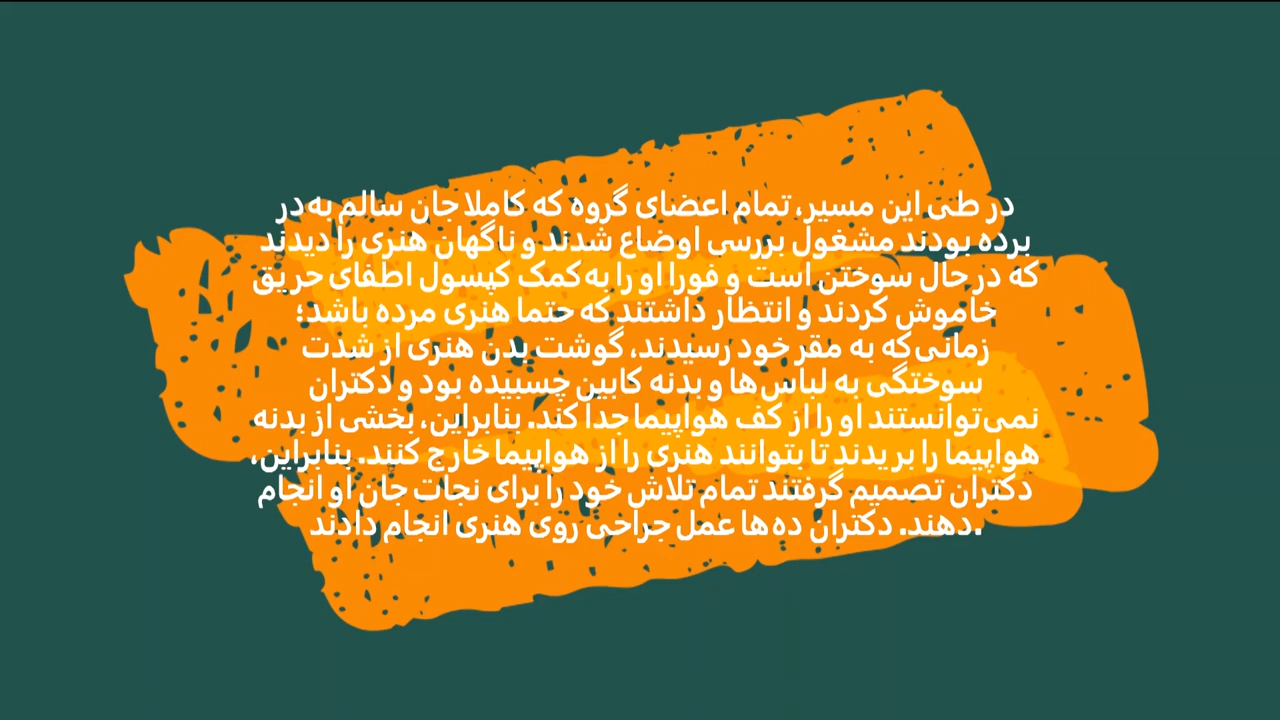 در طی این مسیر، تمام اعضای گروه که کاملا جان سالم به در
برده بودند مشغول بررسی اوضاع شدند و ناگهان هنری را دیدند
که در حال سوختن است و فورا او را به کمک کپسول اطفای حریق
خاموش کردند و انتظار داشتند که حتما هنری مرده باشد؛
زمانی‌که به مقر خود رسیدند، گوشت بدن هنری از شدت
سوختگی به لباس‌ها و بدنه کابین چسبیده بود و دکتران
نمی‌توانستند او را از کف هواپیما جدا کند. بنابراین، بخشی از بدنه
هواپیما را بریدند تا بتوانند هنری را از هواپیما خارج کنند. بنابراین،
دکتران تصمیم گرفتند تمام تلاش خود را برای نجات جان او انجام
.دهند. دکتران ده‌ها عمل جراحی روی هنری انجام دادند